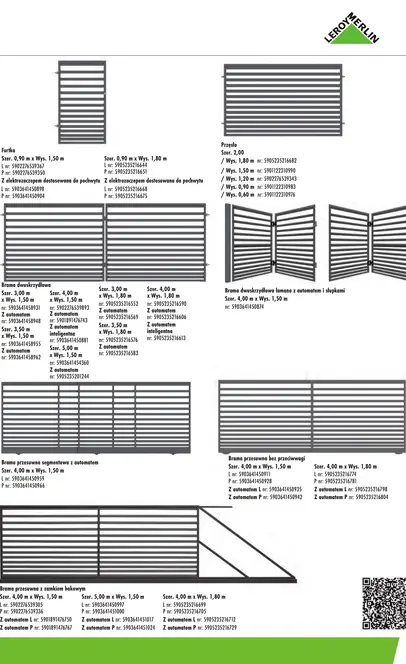 LEROY MERLIN
Furtka
Szer. 0,90 m x Wys. 1,50 m
L nr: 5902276539367
P nr: 5902276539350
Z elektrozaczepem dostosowana do pochwytu
L nr: 5903641450898
P nr: 5903641450904
Szer. 0,90 m x Wys. 1,80 m
L nr: 5905235216644
P nr: 5905235216651
Z elektrozaczepem dostosowana do pochwytu
L nr: 5905235216668
P nr: 5905235216675
Przęsło
Szer. 2,00
/ Wys. 1,80 m nr: 5905235216682
/ Wys. 1,50 m nr: 5901122310990
/ Wys. 1,20 m nr: 5902276529343
/ Wys. 0,90 m nr: 5901122310983
/ Wys. 0,60 m nr: 5901122310976
Brama dwuskrzydłowa
Szer. 3,00 m
x Wys. 1,50 m
nr: 5903641458931
Z automatem
nr: 5903641458948
Szer. 3,50 m
x Wys. 1,50 m
nr: 5903641458955
Z automatem
nr: 5903641458962
Szer. 4,00 m
x Wys. 1,50 m
nr: 5902276539893
Z automatem
nr: 5901891476743
Z automatem
inteligentna
nr: 5903641450881
Szer. 5,00 m
x Wys. 1,50 m
nr: 5903641454360
Z automatem
nr: 5905235201244
Szer. 3,00 m
x Wys. 1,80 m
nr: 5905235216552
Z automatem
nr: 5905235216569
Szer. 3,50 m
x Wys. 1,80 m
nr: 5905235216576
Z automatem
nr: 5905235216583
Szer. 4,00 m
x Wys. 1,80 m
nr: 5905235216590
Z automatem
nr: 5905235216606
Z automatem
inteligentna
nr: 5905235216613
Brama dwuskrzydłowa łamana z automatem i słupkami
Szer. 4,00 m x Wys. 1,50 m
nr: 5903641450874
Brama przesuwna segmentowa z automatem
Szer. 4,00 m x Wys. 1,50 m
L nr: 5903641450959
P nr: 5903641450966
Brama przesuwna bez przeciwwagi
Szer. 4,00 m x Wys. 1,50 m
L nr: 5903641450911
P nr: 5903641450928
Z automatem L nr: 5903641450935
Z automatem P nr: 5903641450942
Szer. 4,00 m x Wys. 1,80 m
L nr: 5905235216774
P nr: 5905235216781
Z automatem L nr: 5905235216798
Z automatem P nr: 5905235216804
Brama przesuwna z zamkiem hakowym
Szer. 4,00 m x Wys. 1,50 m
L nr: 5902276539305
P nr: 5902276539336
Z automatem L nr: 5901891476750
Z automatem P nr: 5901891476767
Szer. 5,00 m x Wys. 1,50 m
L nr: 5903641450997
P nr: 5903641451000
Z automatem L nr: 5903641451017
Z automatem P nr: 5903641451024
Szer. 4,00 m x Wys. 1,80 m
L nr: 5905235216699
P nr: 5905235216705
Z automatem L nr: 5905235216712
Z automatem P nr: 5905235216729